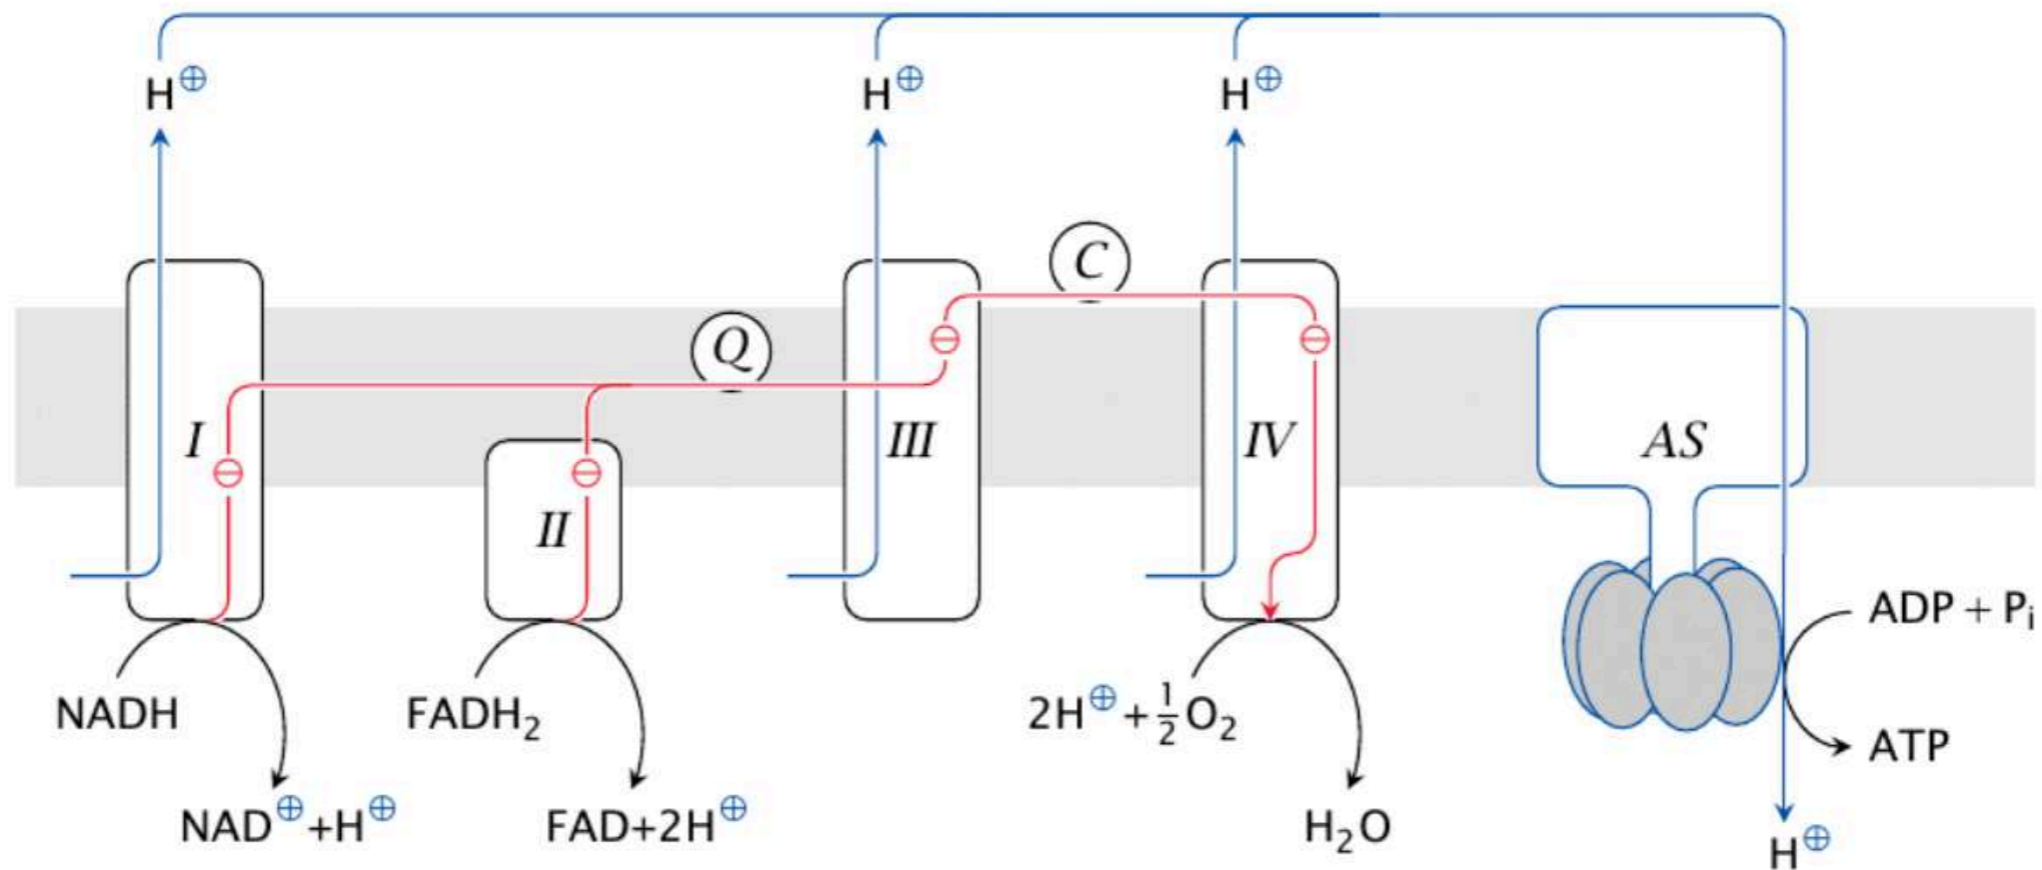 H⊕ H⊕ H⊕
C
Q
I III IV AS
II
ADP + Pᵢ
NADH FADH₂ 2H⊕+½O₂
ATP
NAD⊕+H⊕ FAD+2H⊕ H₂O
H⊕